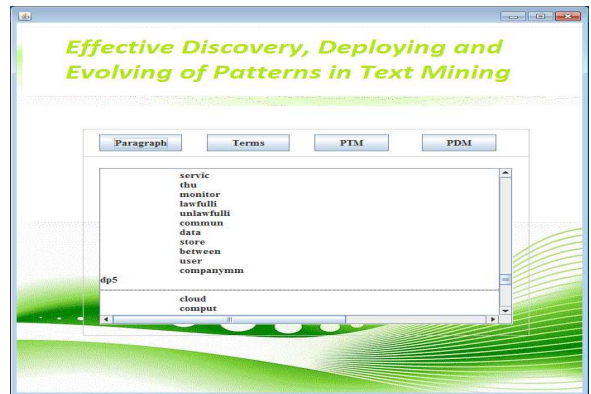 Effective Discovery, Deploying and
Evolving of Patterns in Text Mining
Paragraph Terms PTM PDM
servic
thu
monitor
lawfulli
unlawfulli
commun
data
store
between
user
companymm
dp5
cloud
comput